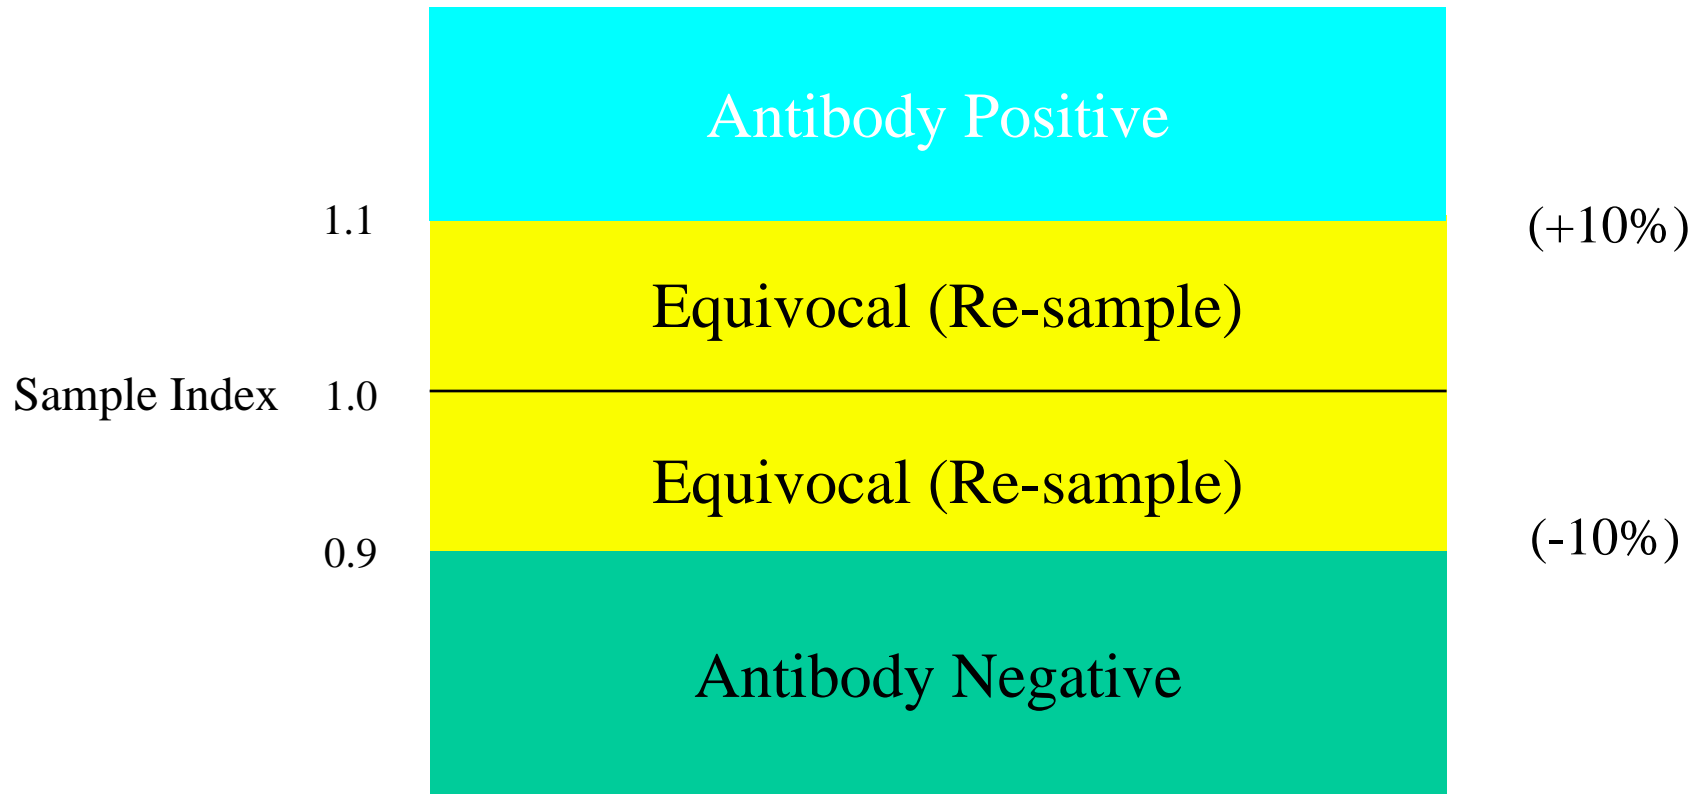 Antibody Positive
1.1
(+10%)
Equivocal (Re-sample)
Sample Index 1.0
Equivocal (Re-sample)
0.9
(-10%)
Antibody Negative